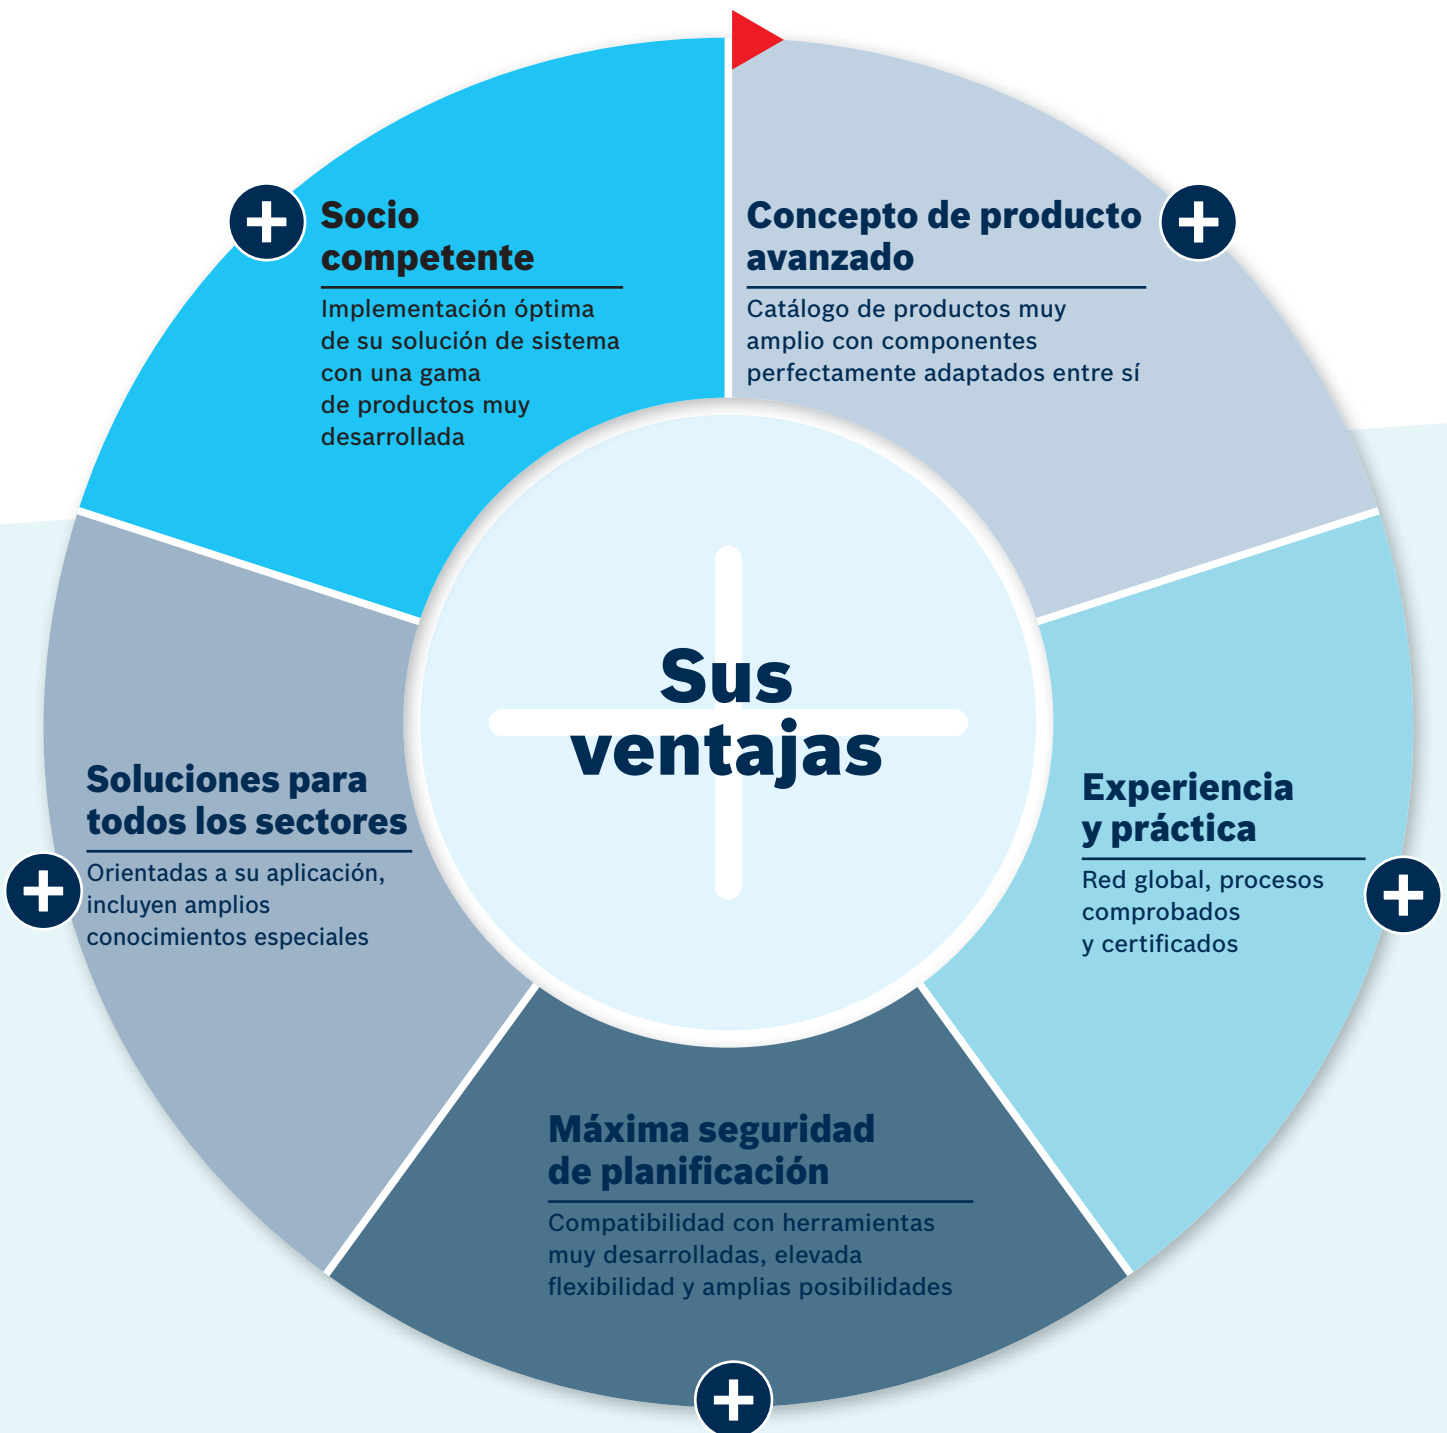 Concepto de producto
avanzado
Catálogo de productos muy
amplio con componentes
perfectamente adaptados entre sí
Experiencia
y práctica
Red global, procesos
comprobados
y certificados
Máxima seguridad
de planificación
Compatibilidad con herramientas
muy desarrolladas, elevada
flexibilidad y amplias posibilidades
Soluciones para
todos los sectores
Orientadas a su aplicación,
incluyen amplios
conocimientos especiales
Socio
competente
Implementación óptima
de su solución de sistema
con una gama
de productos muy
desarrollada
Sus
ventajas